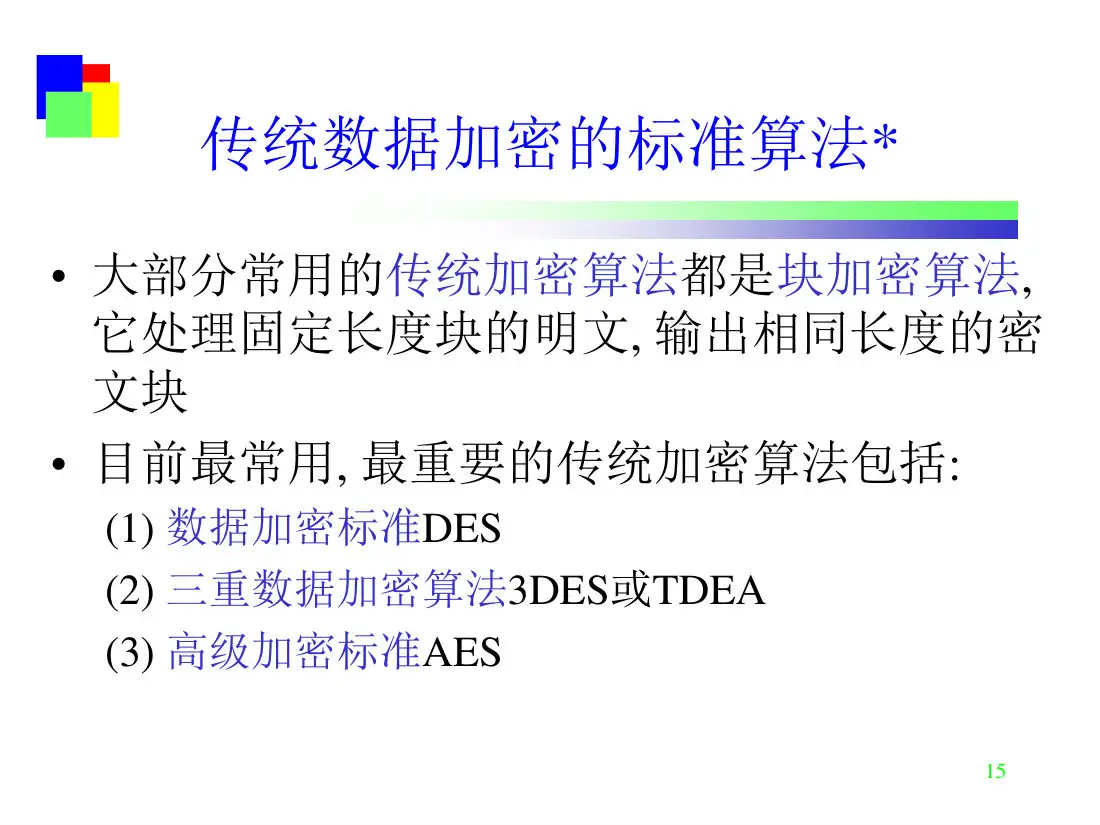 传统数据加密的标准算法*
• 大部分常用的传统加密算法都是块加密算法,
它处理固定长度块的明文, 输出相同长度的密
文块
• 目前最常用, 最重要的传统加密算法包括:
(1) 数据加密标准DES
(2) 三重数据加密算法3DES或TDEA
(3) 高级加密标准AES
15